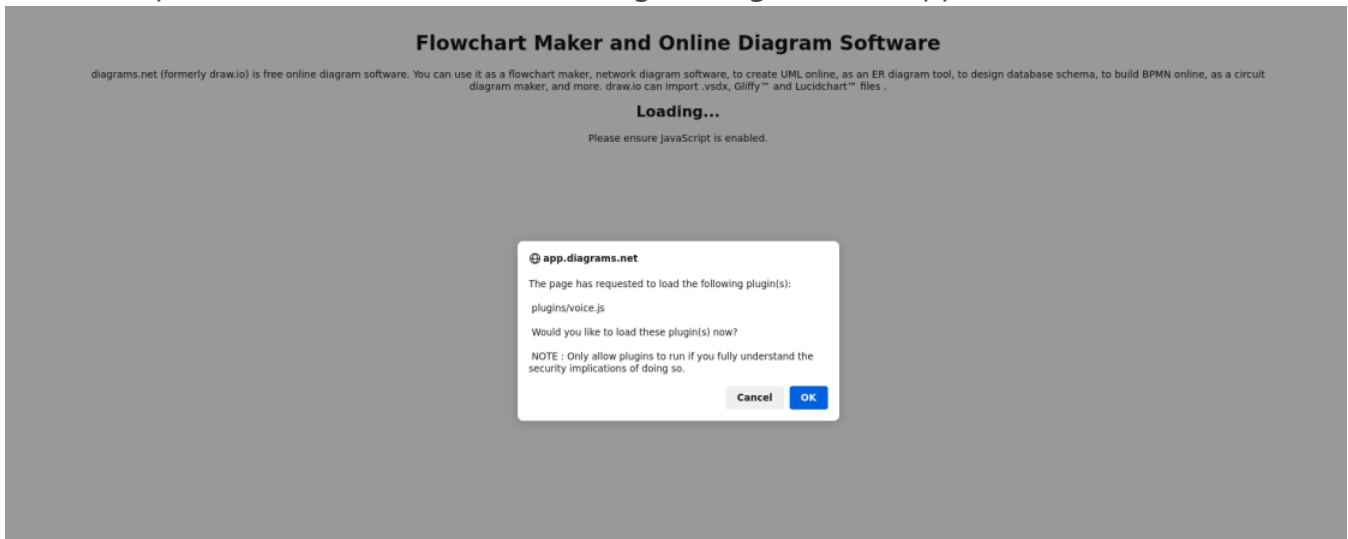 Flowchart Maker and Online Diagram Software
diagrams.net (formerly draw.io) is free online diagram software. You can use it as a flowchart maker, network diagram software, to create UML online, as an ER diagram tool, to design database schema, to build BPMN online, as a circuit
diagram maker, and more. draw.io can import .vsdx, Gliffy™ and Lucidchart™ files .
Loading...
Please ensure JavaScript is enabled.
app.diagrams.net
The page has requested to load the following plugin(s):
plugins/voice.js
Would you like to load these plugin(s) now?
NOTE : Only allow plugins to run if you fully understand the
security implications of doing so.
Cancel OK